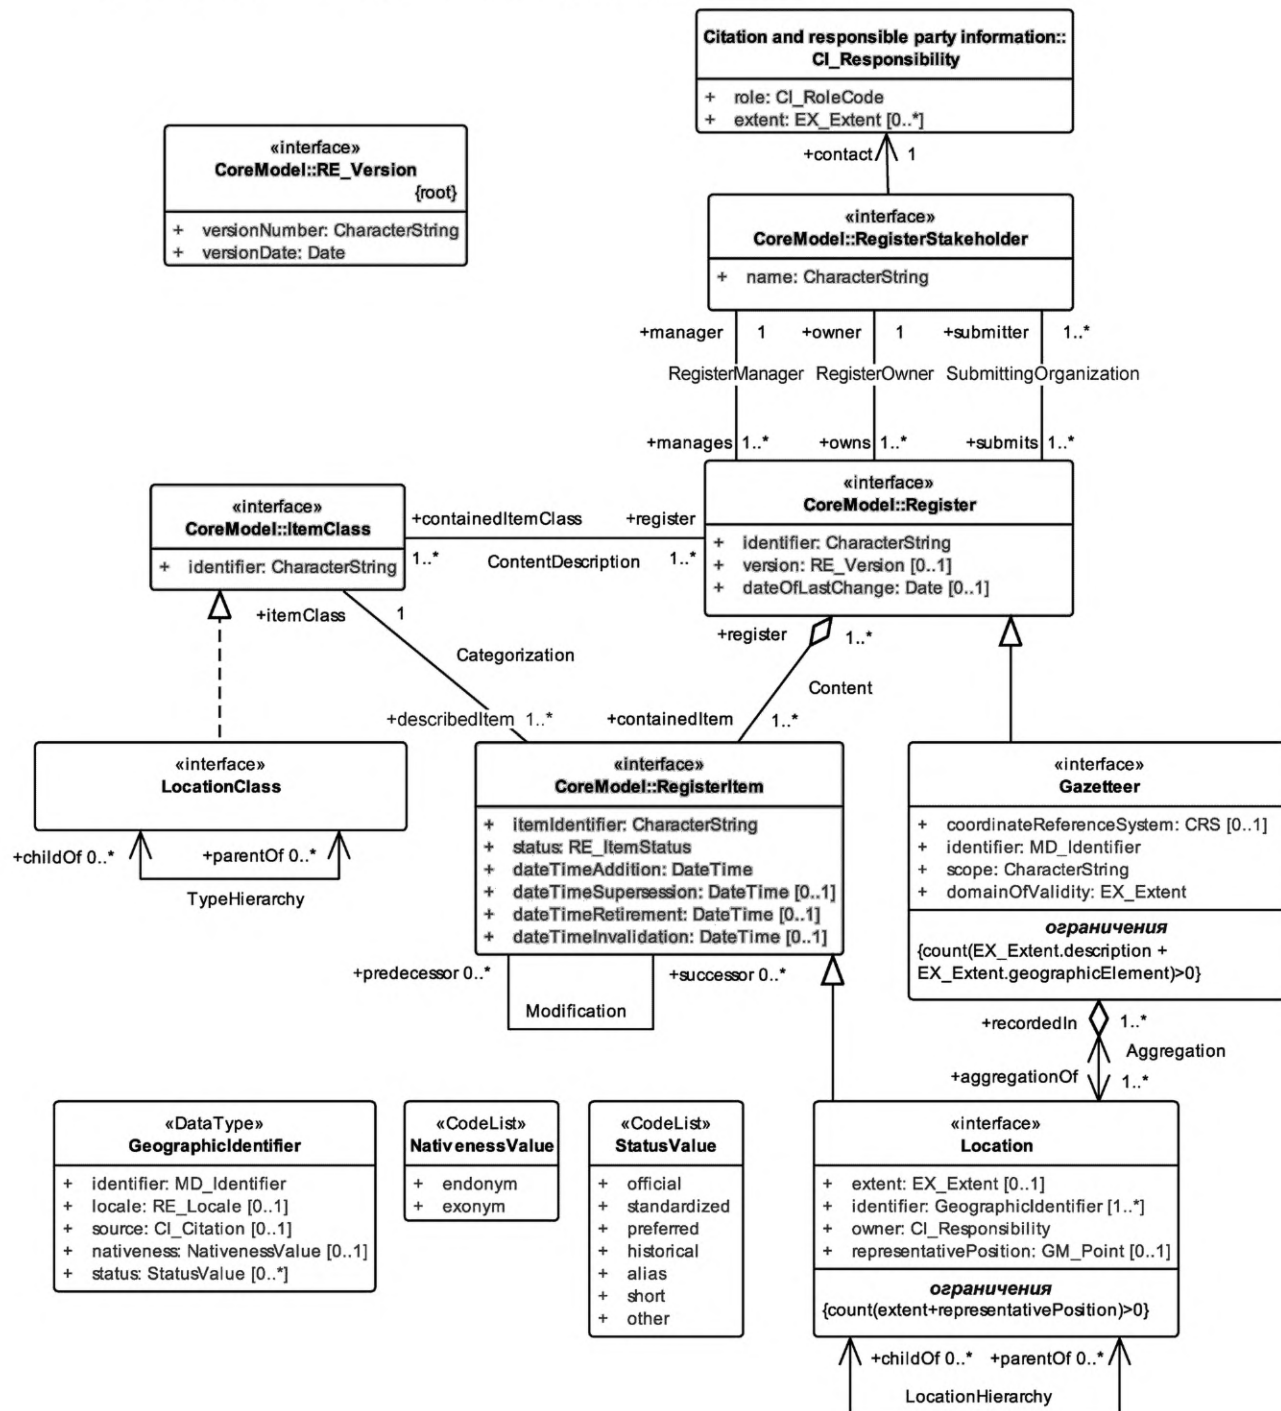 Citation and responsible party information::
CI_Responsibility
+ role: CI_RoleCode
+ extent: EX_Extent [0..*]
+contact 1
«interface»
CoreModel::RE_Version
{root}
+ versionNumber: CharacterString
+ versionDate: Date
«interface»
CoreModel::RegisterStakeholder
+ name: CharacterString
+manager 1 +owner 1 +submitter 1..*
RegisterManager RegisterOwner SubmittingOrganization
+manages 1..* +owns 1..* +submits 1..*
«interface»
CoreModel::ItemClass
+ identifier: CharacterString
+containedItemClass +register
1..* ContentDescription 1..*
«interface»
CoreModel::Register
+ identifier: CharacterString
+ version: RE_Version [0..1]
+ dateOfLastChange: Date [0..1]
+itemClass 1
Categorization
+describedItem 1..*
+register 1..*
Content
+containedItem 1..*
«interface»
LocationClass
+childOf 0..* +parentOf 0..*
TypeHierarchy
«interface»
CoreModel::RegisterItem
+ itemIdentifier: CharacterString
+ status: RE_ItemStatus
+ dateTimeAddition: DateTime
+ dateTimeSupersession: DateTime [0..1]
+ dateTimeRetirement: DateTime [0..1]
+ dateTimeInvalidation: DateTime [0..1]
+predecessor 0..* +successor 0..*
Modification
«interface»
Gazetteer
+ coordinateReferenceSystem: CRS [0..1]
+ identifier: MD_Identifier
+ scope: CharacterString
+ domainOfValidity: EX_Extent
ограничения
{count(EX_Extent.description +
EX_Extent.geographicElement)>0}
+recordedIn 1..*
Aggregation
+aggregationOf 1..*
«DataType»
GeographicIdentifier
+ identifier: MD_Identifier
+ locale: RE_Locale [0..1]
+ source: CI_Citation [0..1]
+ nativeness: NativenessValue [0..1]
+ status: StatusValue [0..*]
«CodeList»
NativenessValue
+ endonym
+ exonym
«CodeList»
StatusValue
+ official
+ standardized
+ preferred
+ historical
+ alias
+ short
+ other
«interface»
Location
+ extent: EX_Extent [0..1]
+ identifier: GeographicIdentifier [1..*]
+ owner: CI_Responsibility
+ representativePosition: GM_Point [0..1]
ограничения
{count(extent+representativePosition)>0}
+childOf 0..* +parentOf 0..*
LocationHierarchy